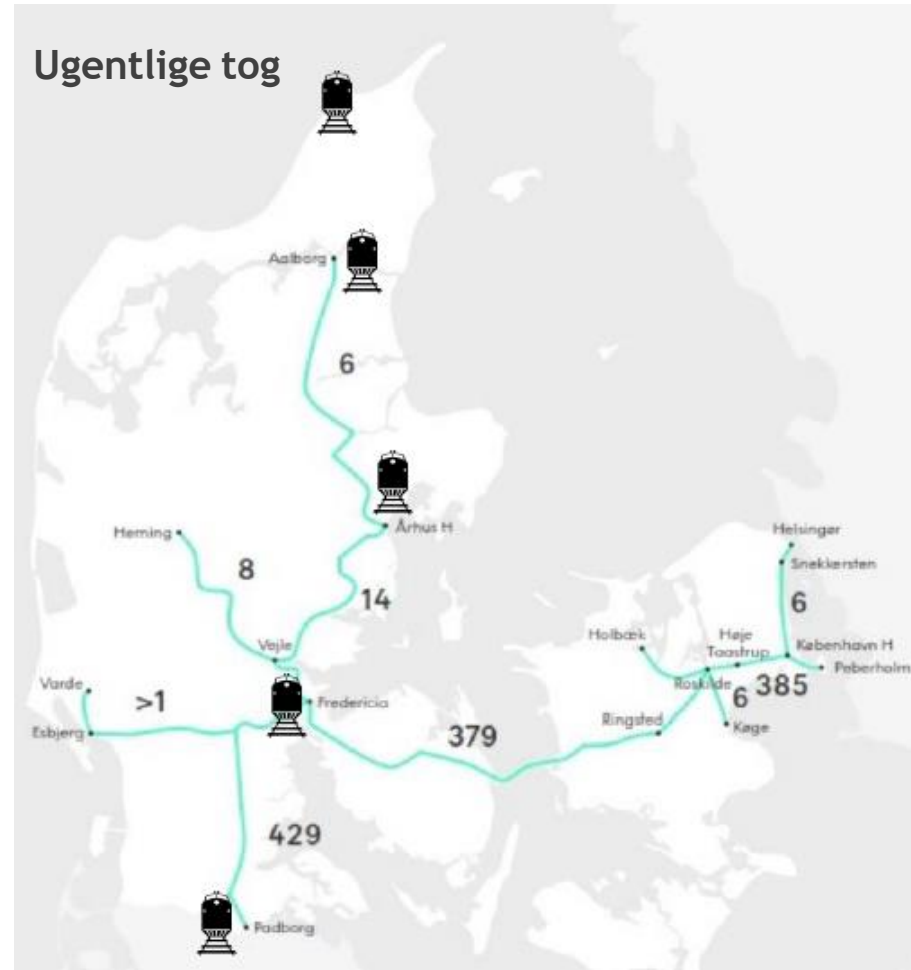 Ugentlige tog
Aalborg
6
Århus H
Herning
8
14
Helsingør
Snekkersten
6
Holbæk
Høje
Taastrup
København H
Peberholm
Vejle
Roskilde
6
385
Varde
>1
Fredericia
Esbjerg
Ringsted
Køge
379
429
Padborg